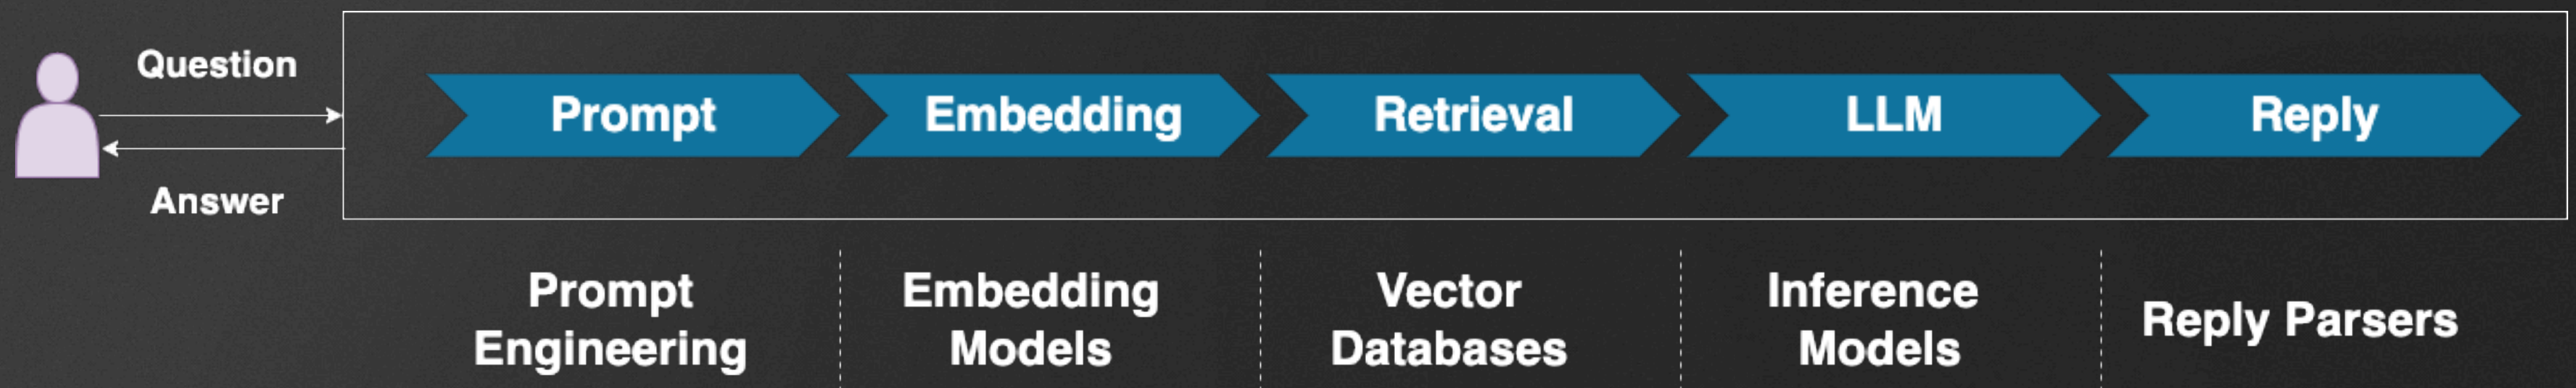 Question
Answer
Prompt
Embedding
Retrieval
LLM
Reply
Prompt
Engineering
Embedding
Models
Vector
Databases
Inference
Models
Reply Parsers